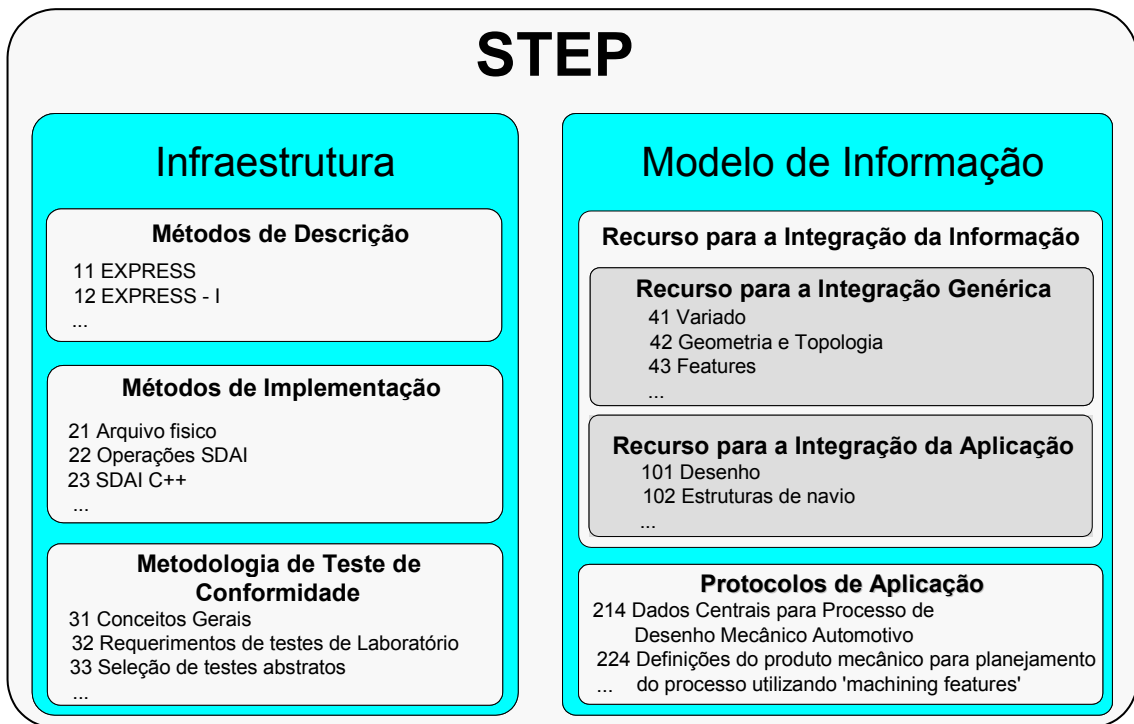 STEP
Infraestrutura
Métodos de Descrição
11 EXPRESS
12 EXPRESS - I
...
Métodos de Implementação
21 Arquivo fisico
22 Operações SDAI
23 SDAI C++
...
Metodologia de Teste de
Conformidade
31 Conceitos Gerais
32 Requerimentos de testes de Laboratório
33 Seleção de testes abstratos
...
Modelo de Informação
Recurso para a Integração da Informação
Recurso para a Integração Genérica
41 Variado
42 Geometria e Topologia
43 Features
...
Recurso para a Integração da Aplicação
101 Desenho
102 Estruturas de navio
...
Protocolos de Aplicação
214 Dados Centrais para Processo de
Desenho Mecânico Automotivo
224 Definições do produto mecânico para planejamento
... do processo utilizando 'machining features'